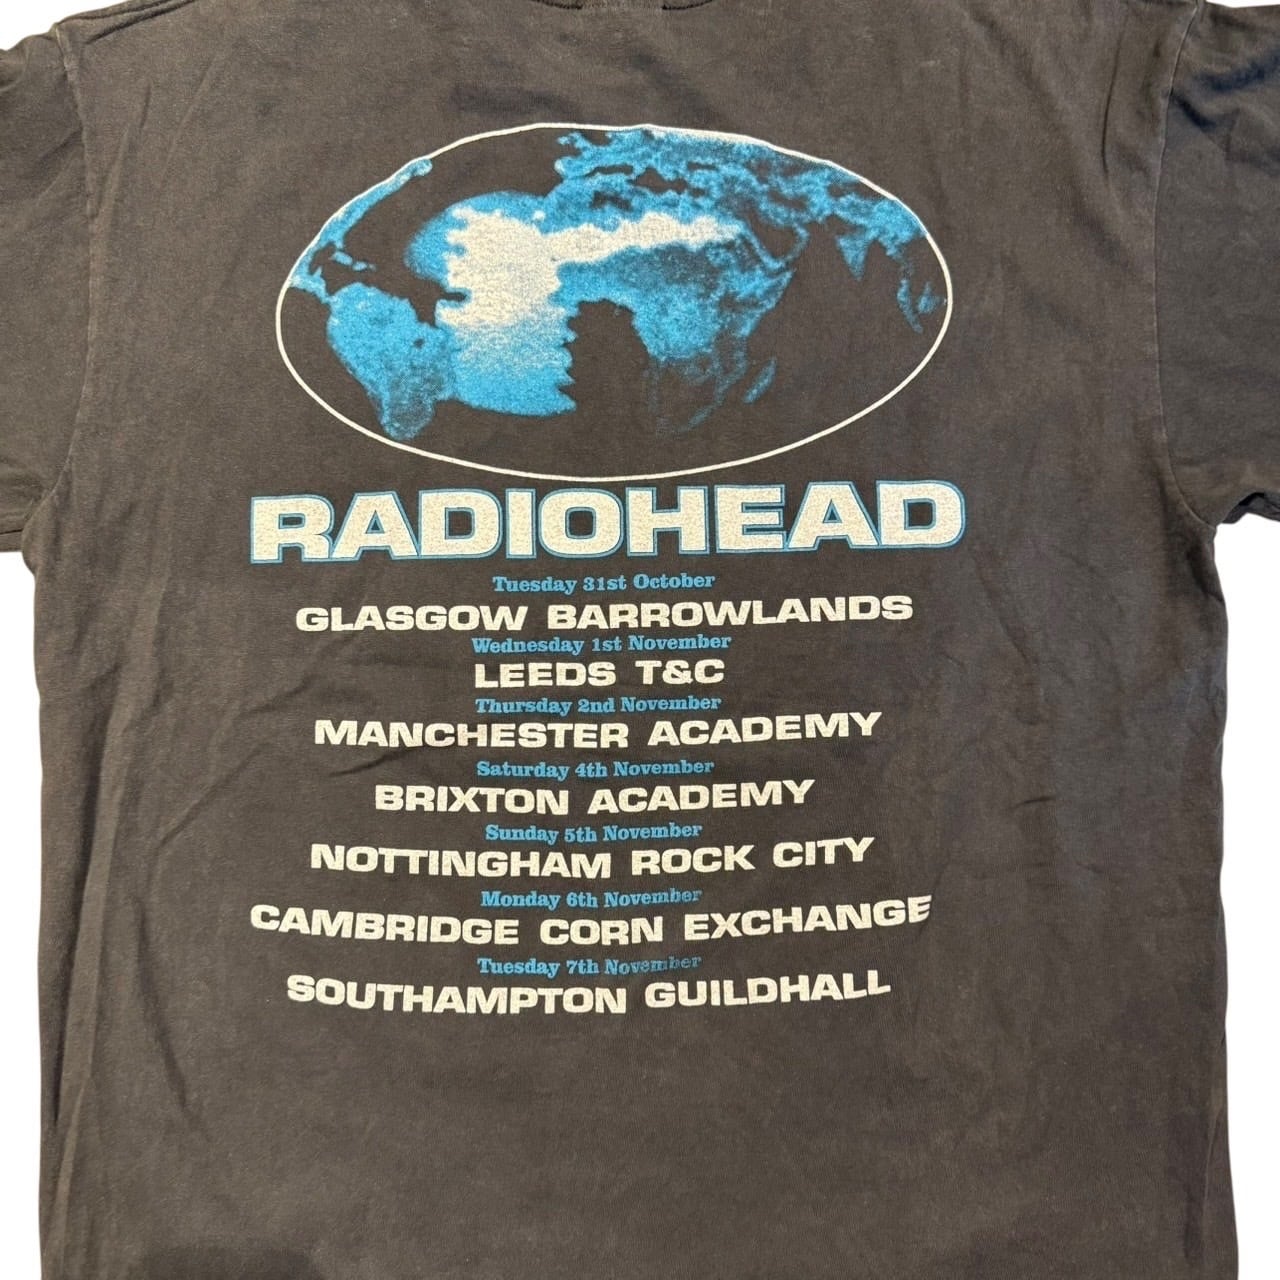 RADIOHEAD
Tuesday 31st October
GLASGOW BARROWLANDS
Wednesday 1st November
LEEDS T&C
Thursday 2nd November
MANCHESTER ACADEMY
Saturday 4th November
BRIXTON ACADEMY
Sunday 5th November
NOTTINGHAM ROCK CITY
Monday 6th November
CAMBRIDGE CORN EXCHANGE
Tuesday 7th November
SOUTHAMPTON GUILDHALL